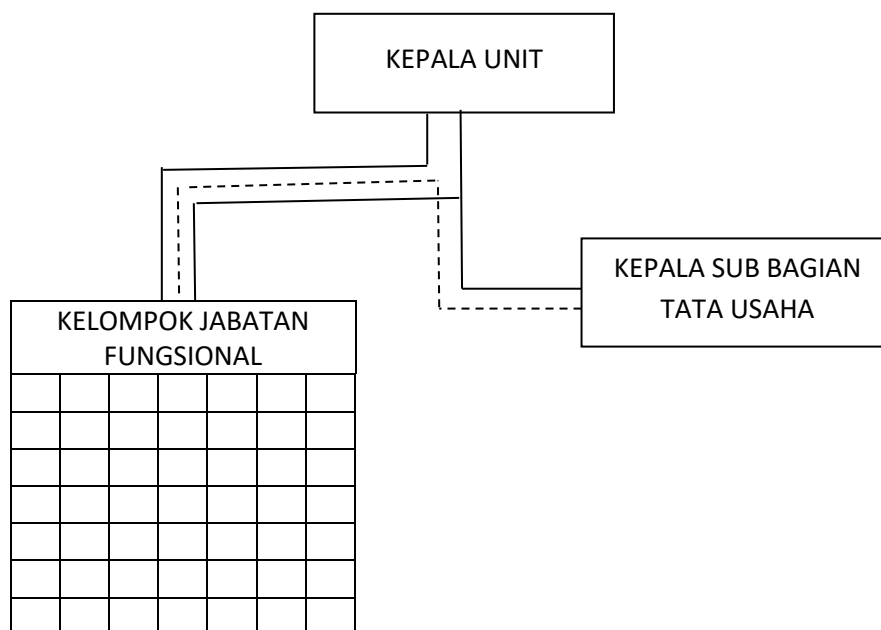 KEPALA UNIT
KEPALA SUB BAGIAN
TATA USAHA
KELOMPOK JABATAN
FUNGSIONAL